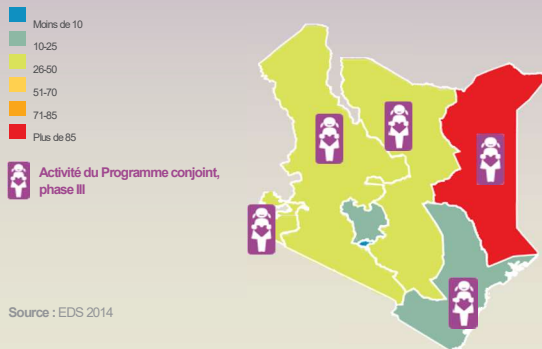 Moins de 10
10-25
26-50
51-70
71-85
Plus de 85
Activité du Programme conjoint,
phase III
Source : EDS 2014